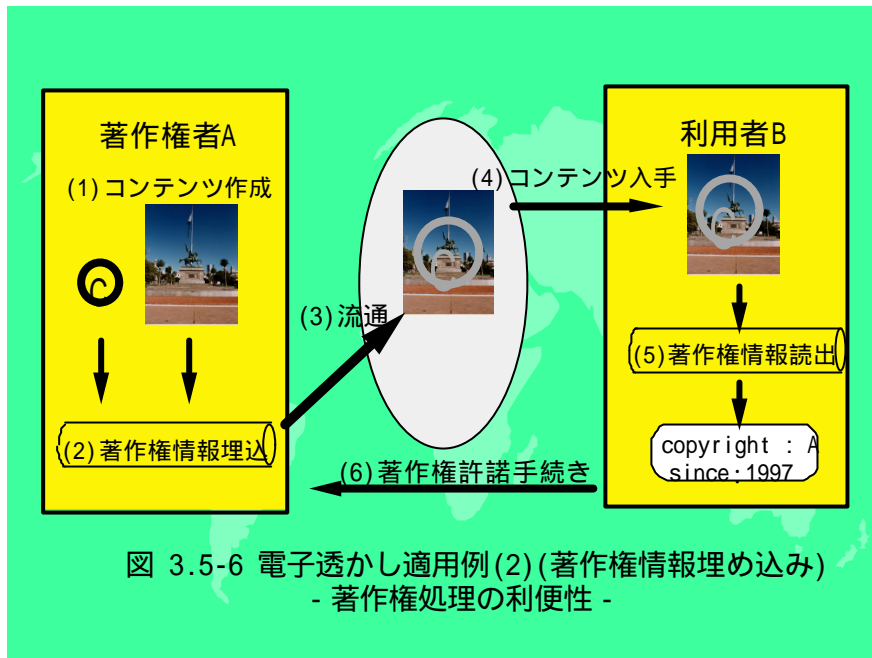 著作権者A
(1)コンテンツ作成
(2)著作権情報埋込
(3)流通
(4)コンテンツ入手
利用者B
(5)著作権情報読出
copyright : A
since:1997
(6)著作権許諾手続き
図 3.5-6 電子透かし適用例(2)(著作権情報埋め込み)
- 著作権処理の利便性 -